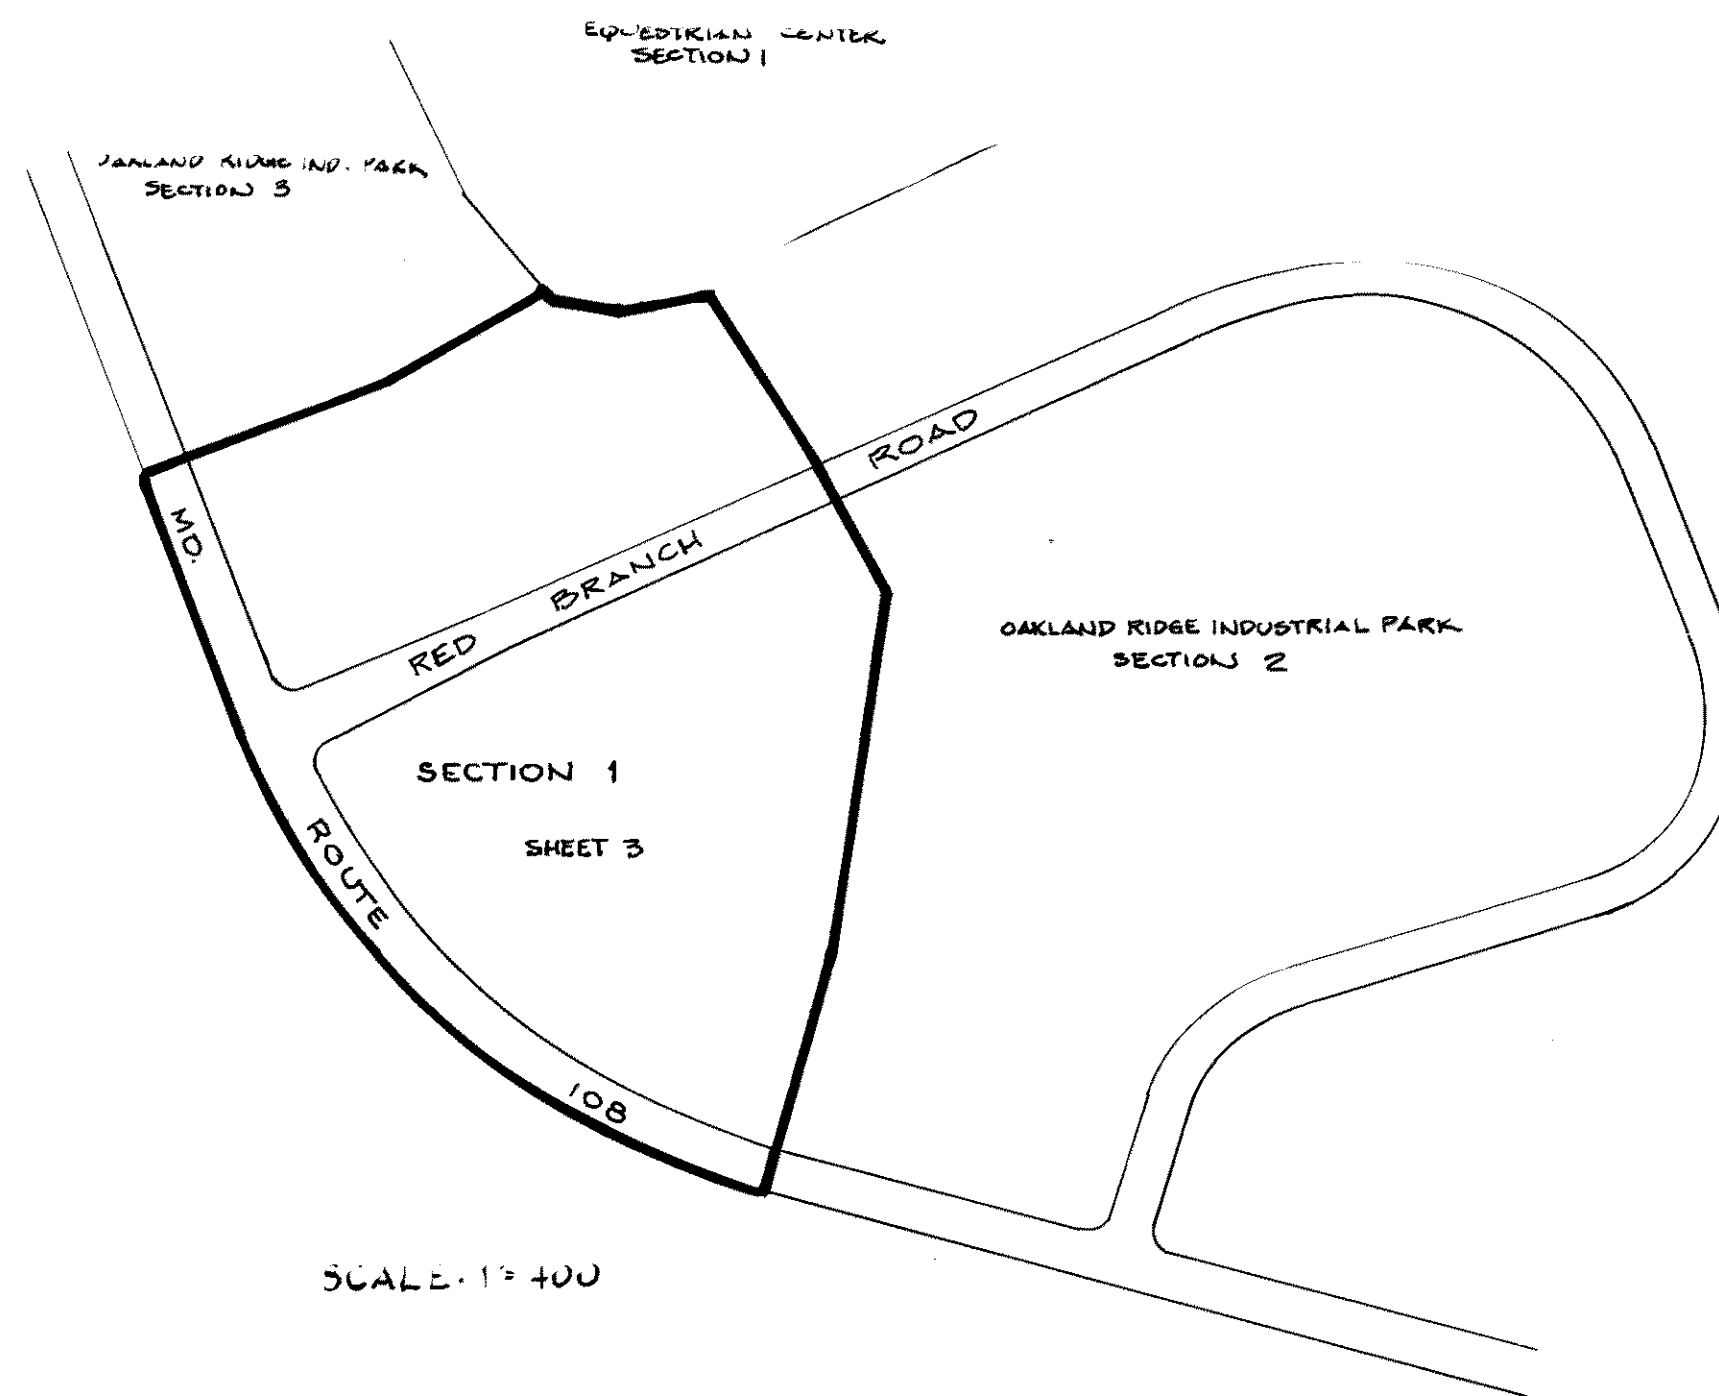 EQUESTRIAN CENTER
SECTION 1
OAKLAND RIDGE IND. PARK
SECTION 3
MD.
ROUTE
108
RED BRANCH ROAD
OAKLAND RIDGE INDUSTRIAL PARK
SECTION 2
SECTION 1
SHEET 3
SCALE. 1"= 400